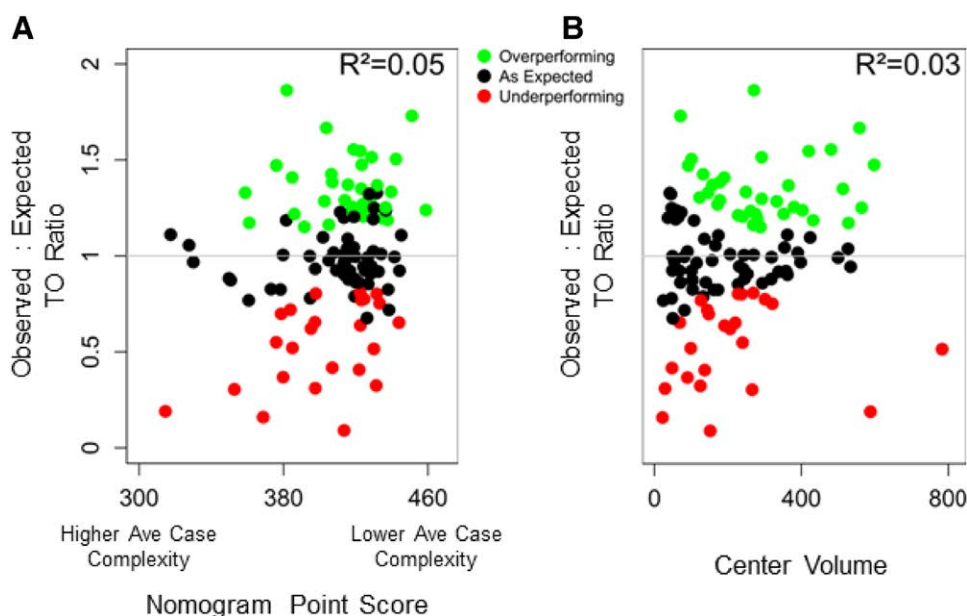 A
B
R²=0.05
Overperforming
As Expected
Underperforming
R²=0.03
Observed : Expected
TO Ratio
2
1.5
1
0.5
0
300 380 460
Higher Ave Case
Complexity
Lower Ave Case
Complexity
Nomogram Point Score
Observed : Expected
TO Ratio
0 400 800
Center Volume